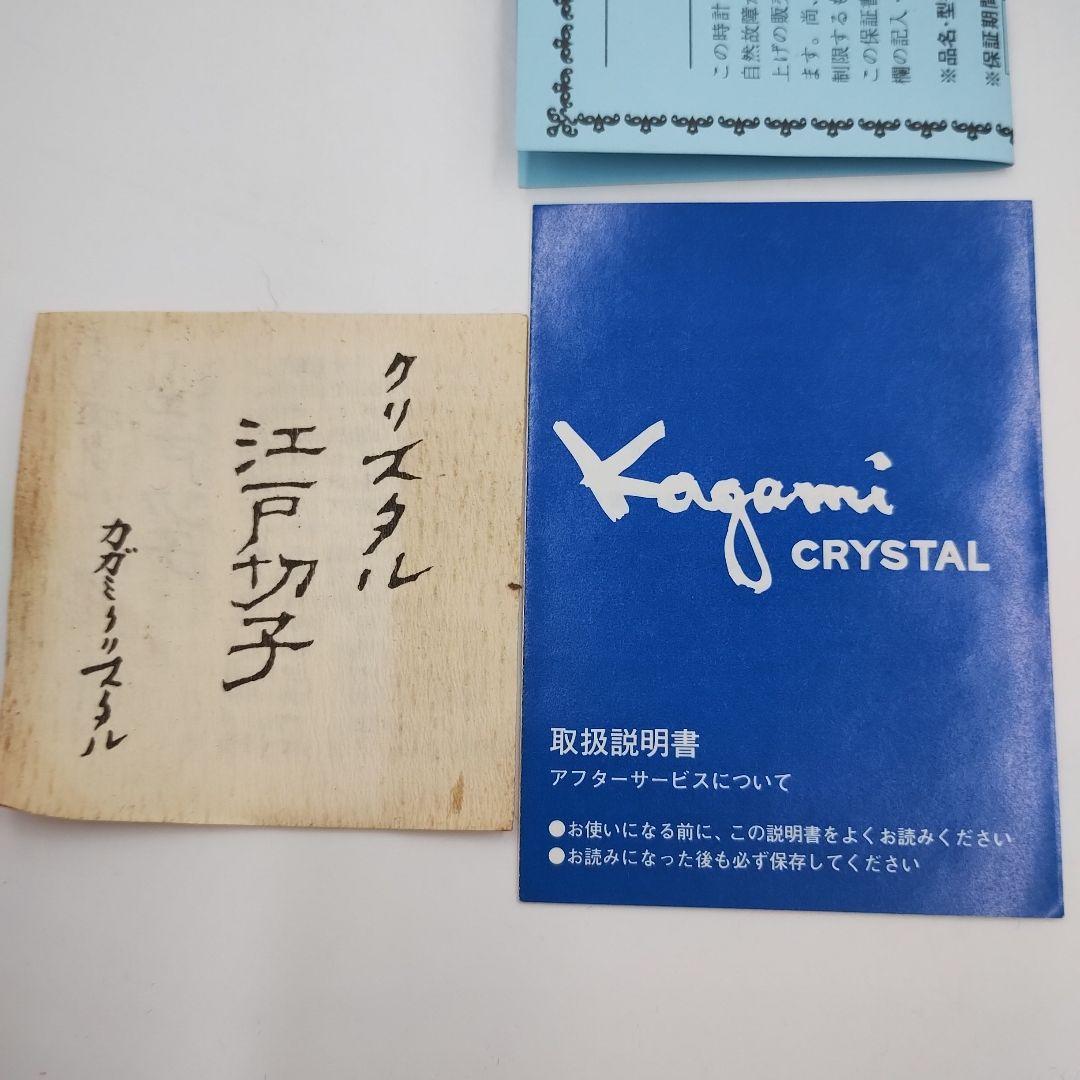 この時計
自然故障
上げの販
ます。尚、
制限する
この保証書
欄の記入
※品名・型
※保証期間
クリスタル
江戸切子
カガミクリスタル
Kagami
CRYSTAL
取扱説明書
アフターサービスについて
●お使いになる前に、この説明書をよくお読みください
●お読みになった後も必ず保存してください